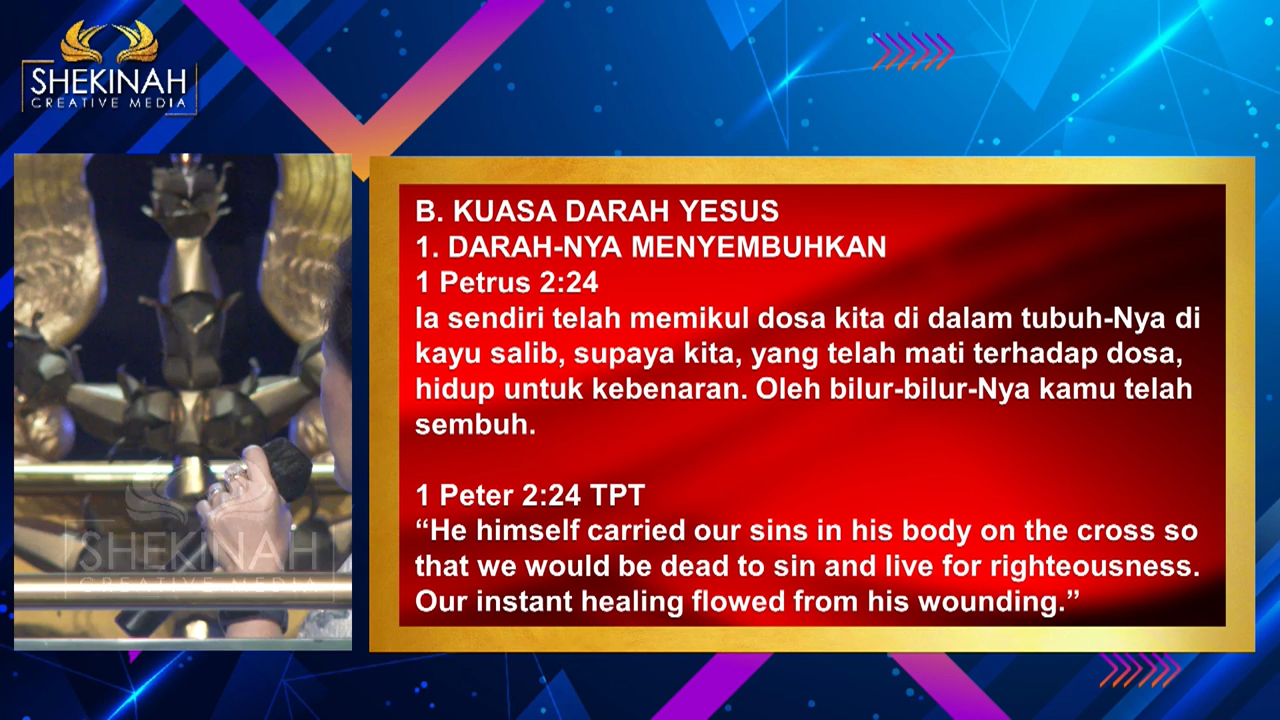 SHEKINAH
CREATIVE MEDIA
B. KUASA DARAH YESUS
1. DARAH-NYA MENYEMBUHKAN
1 Petrus 2:24
Ia sendiri telah memikul dosa kita di dalam tubuh-Nya di
kayu salib, supaya kita, yang telah mati terhadap dosa,
hidup untuk kebenaran. Oleh bilur-bilur-Nya kamu telah
sembuh.
1 Peter 2:24 TPT
“He himself carried our sins in his body on the cross so
that we would be dead to sin and live for righteousness.
Our instant healing flowed from his wounding.”
SHEKINAH
CREATIVE MEDIA